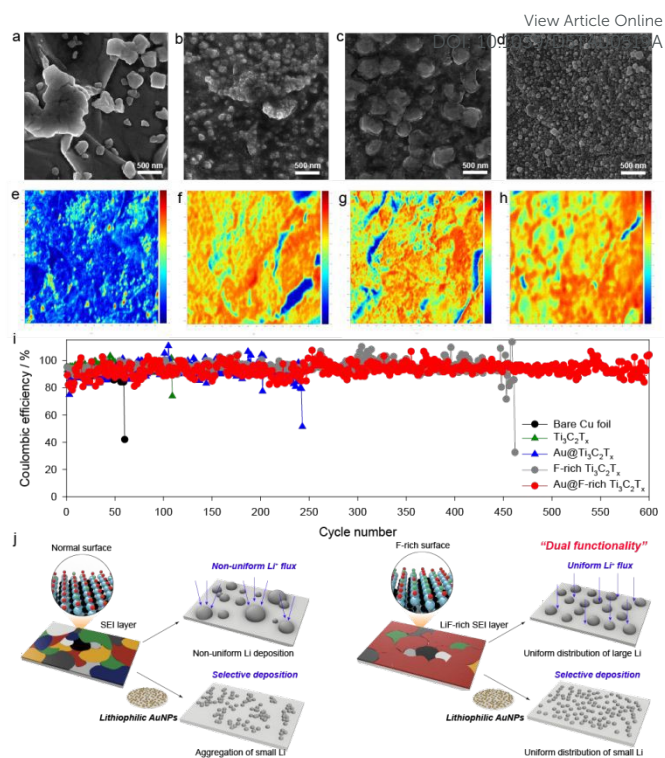 View Article Online
a
b
c
d
500 nm
500 nm
500 nm
500 nm
e
f
g
h
i
Coulombic efficiency / %
100
80
60
40
20
0
0 50 100 150 200 250 300 350 400 450 500 550 600
Cycle number
Bare Cu foil
Ti₃C₂Tₓ
Au@Ti₃C₂Tₓ
F-rich Ti₃C₂Tₓ
Au@F-rich Ti₃C₂Tₓ
j
Normal surface
Non-uniform Li⁺ flux
SEI layer
Non-uniform Li deposition
Selective deposition
Lithiophilic AuNPs
Aggregation of small Li
F-rich surface
"Dual functionality"
Uniform Li⁺ flux
LiF-rich SEI layer
Uniform distribution of large Li
Selective deposition
Lithiophilic AuNPs
Uniform distribution of small Li